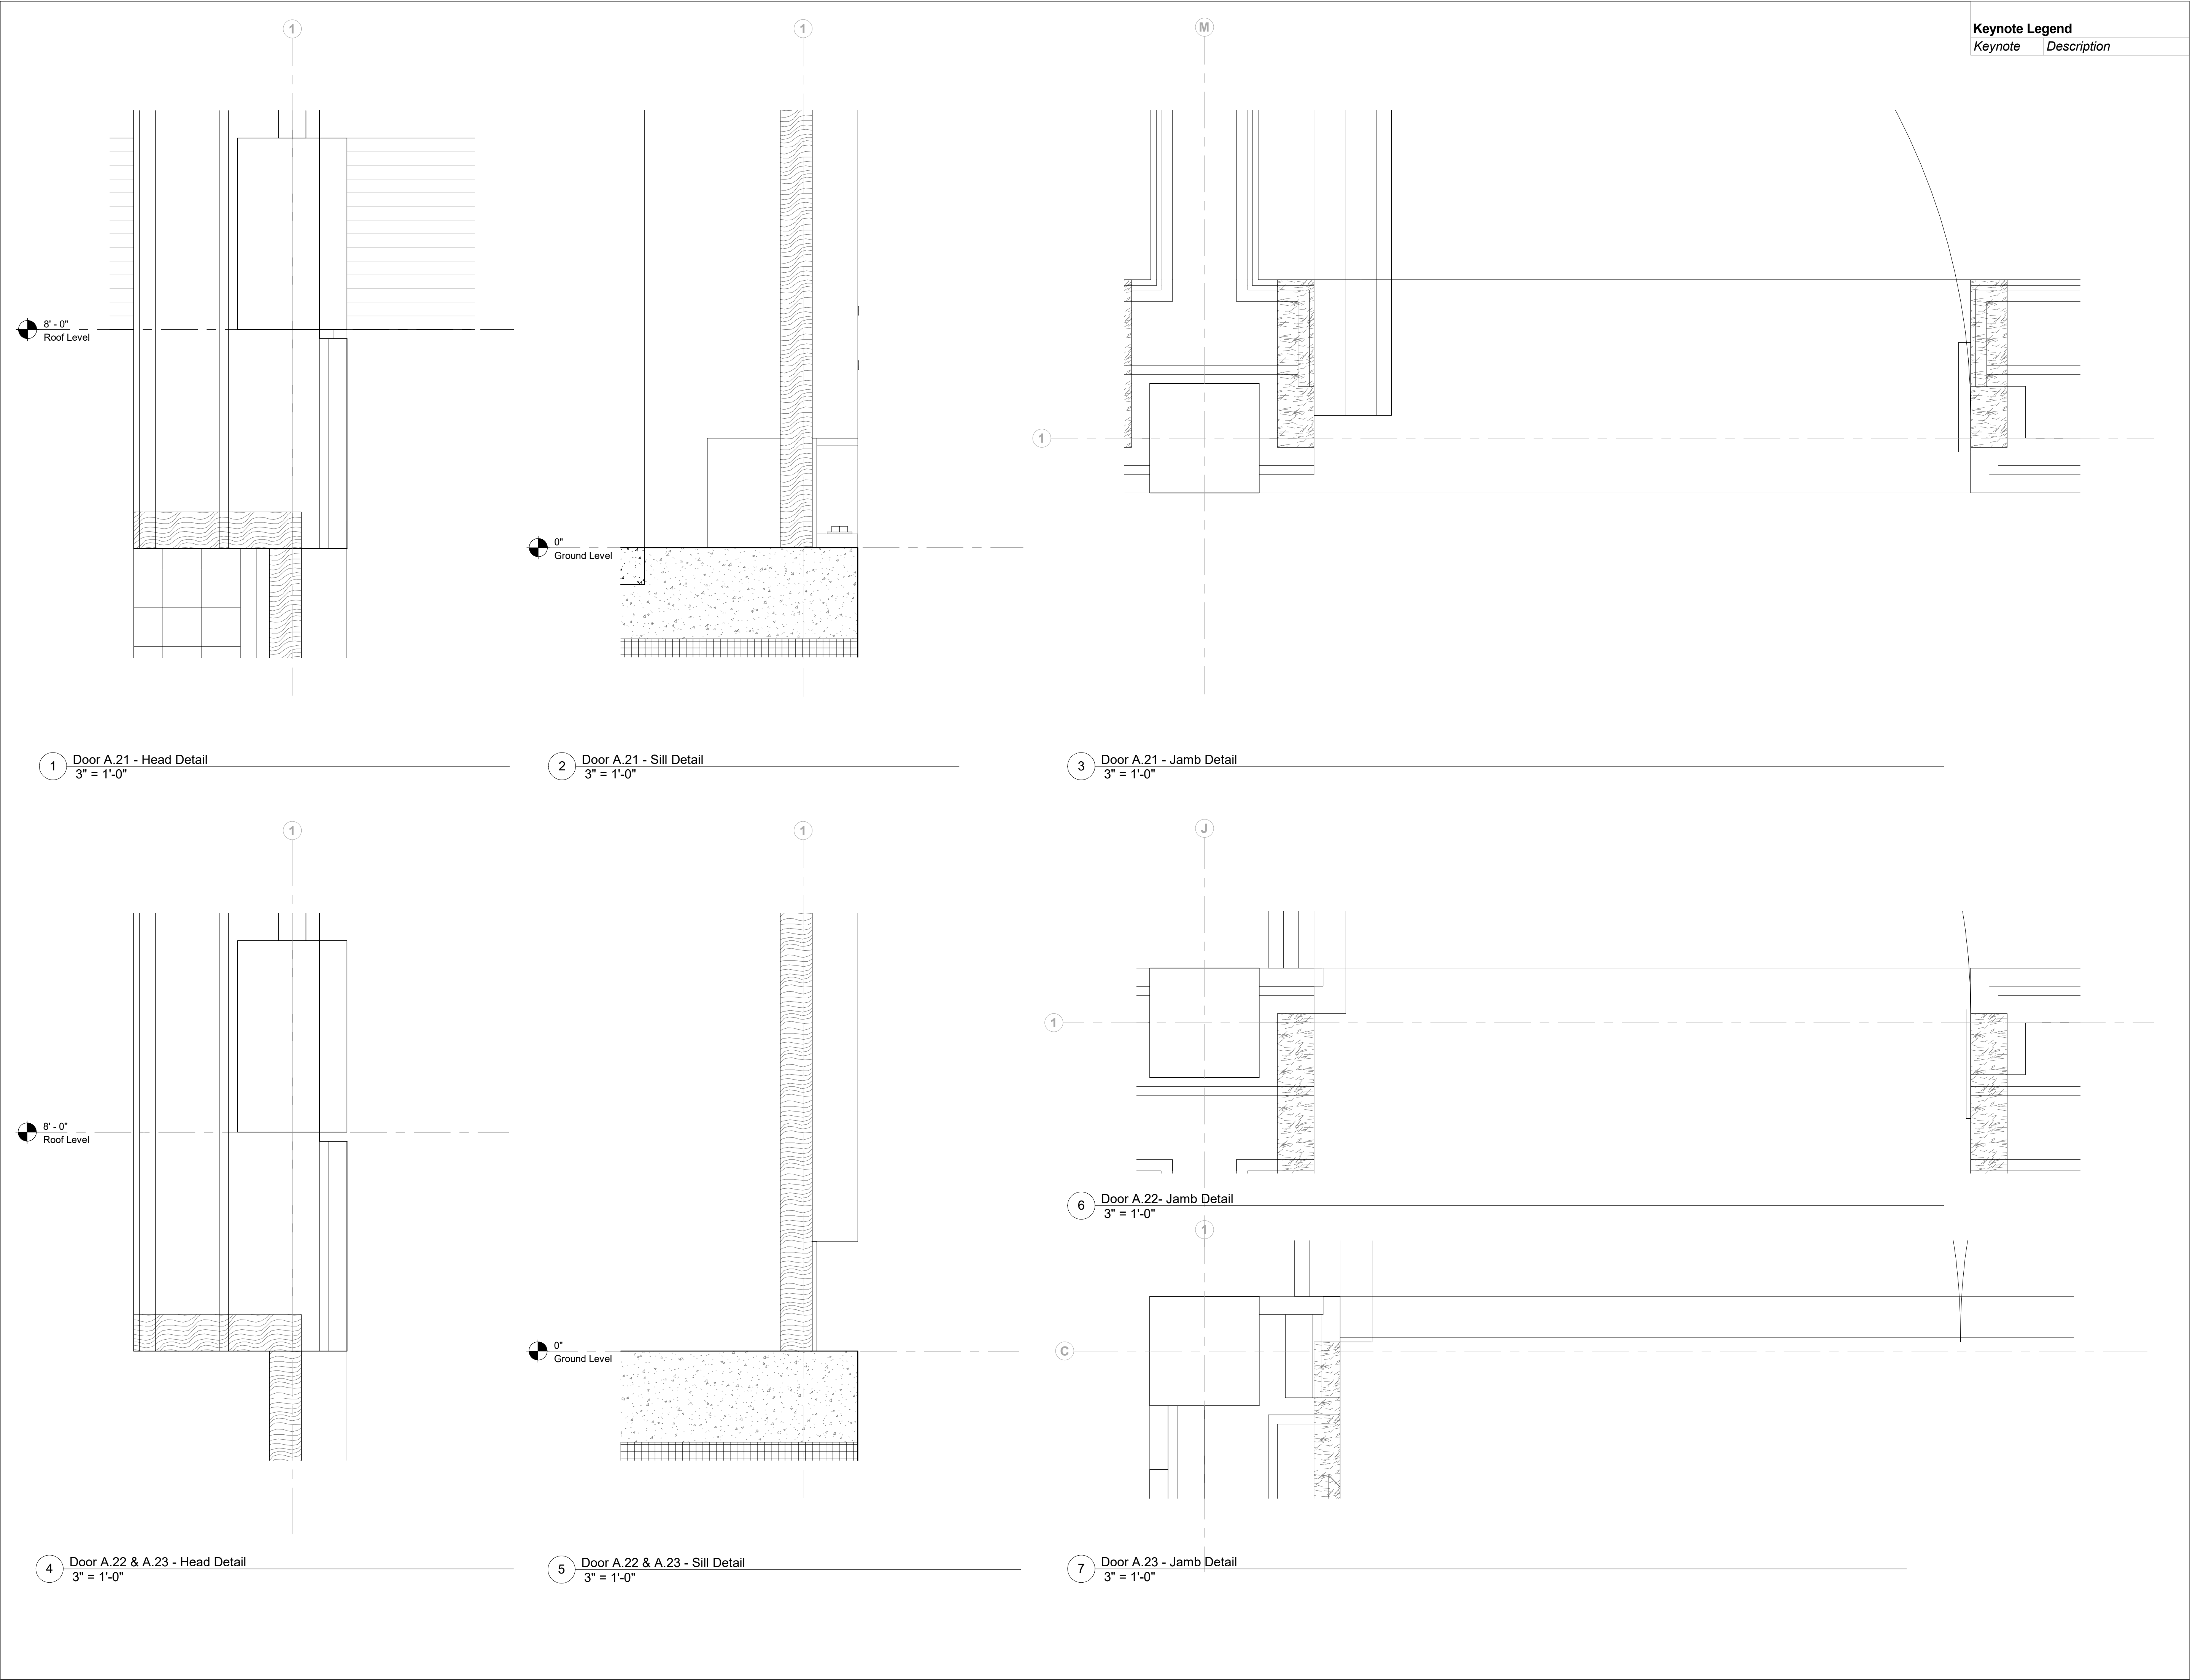 1
1
M
Keynote Legend
Keynote Description
8' - 0"
Roof Level
1
0"
Ground Level
1 Door A.21 - Head Detail
3" = 1'-0"
2 Door A.21 - Sill Detail
3" = 1'-0"
3 Door A.21 - Jamb Detail
3" = 1'-0"
1
1
J
1
8' - 0"
Roof Level
6 Door A.22- Jamb Detail
3" = 1'-0"
1
0"
Ground Level
C
4 Door A.22 & A.23 - Head Detail
3" = 1'-0"
5 Door A.22 & A.23 - Sill Detail
3" = 1'-0"
7 Door A.23 - Jamb Detail
3" = 1'-0"